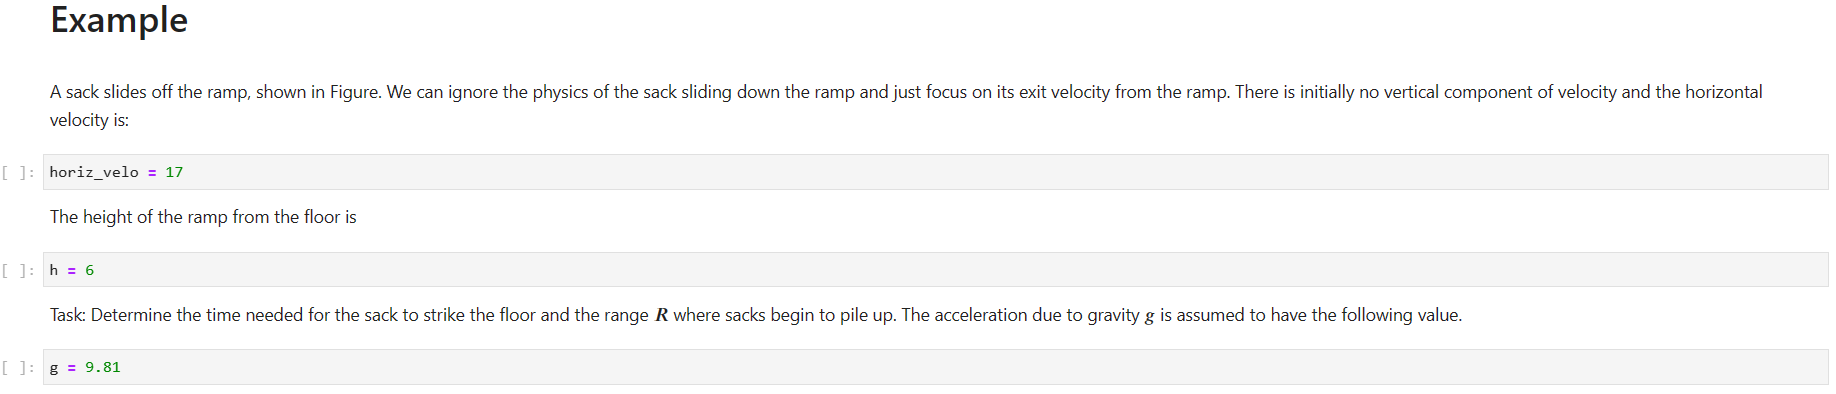 Example
A sack slides off the ramp, shown in Figure. We can ignore the physics of the sack sliding down the ramp and just focus on its exit velocity from the ramp. There is initially no vertical component of velocity and the horizontal
velocity is:
[ ]: horiz_velo = 17
The height of the ramp from the floor is
[ ]: h = 6
Task: Determine the time needed for the sack to strike the floor and the range R where sacks begin to pile up. The acceleration due to gravity g is assumed to have the following value.
[ ]: g = 9.81